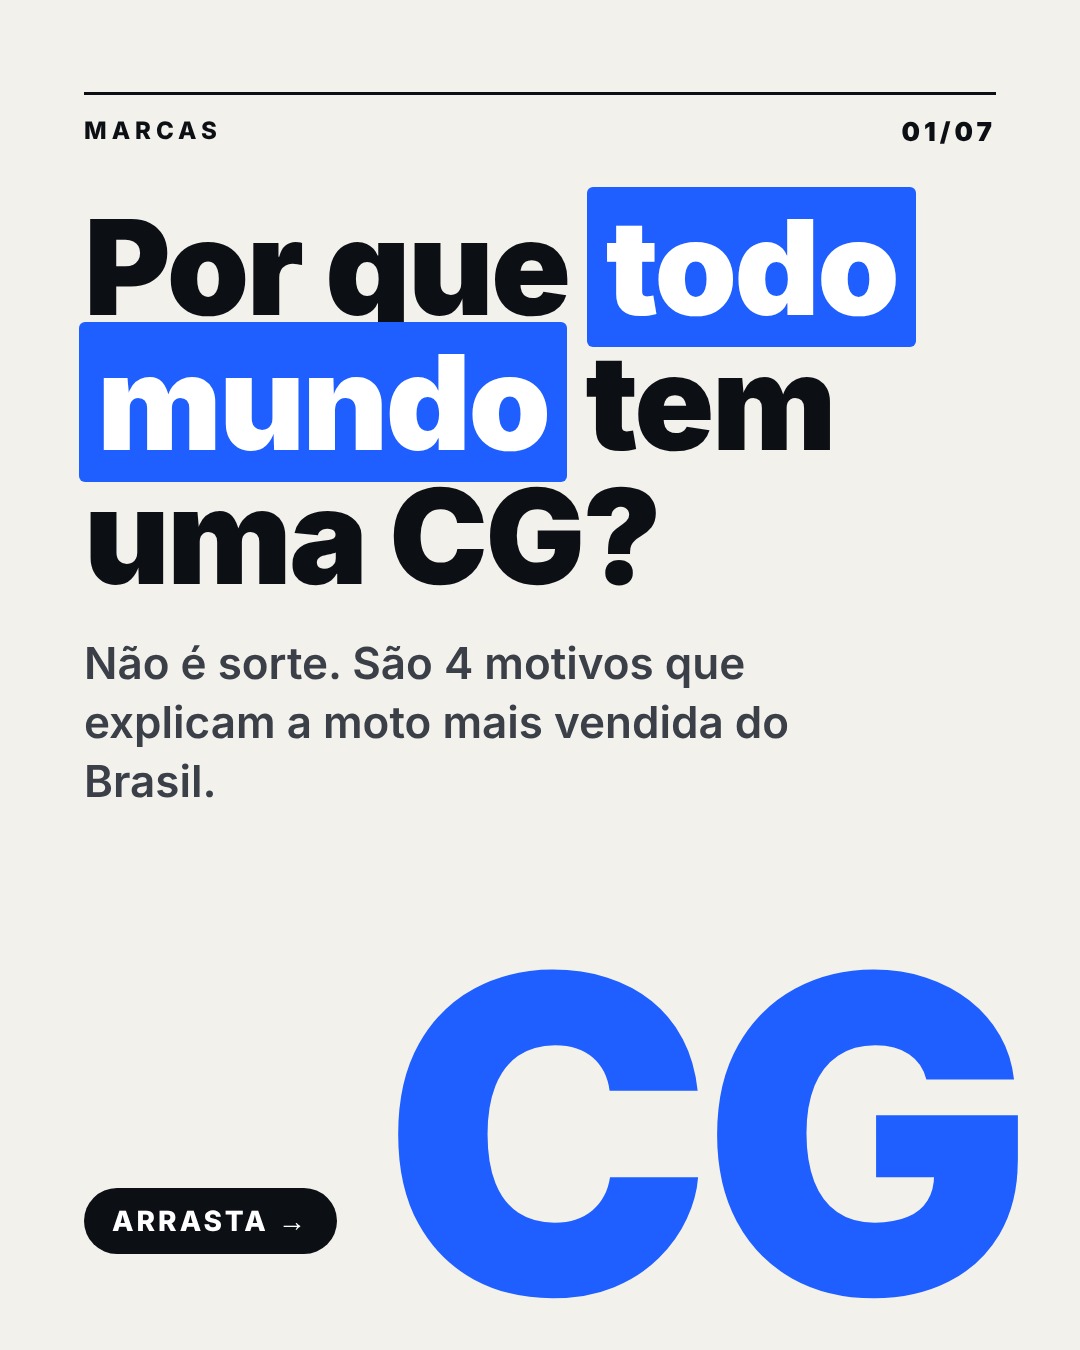 MARCAS
01/07
Por que todo
mundo tem
uma CG?
Não é sorte. São 4 motivos que
explicam a moto mais vendida do
Brasil.
CG
ARRASTA →